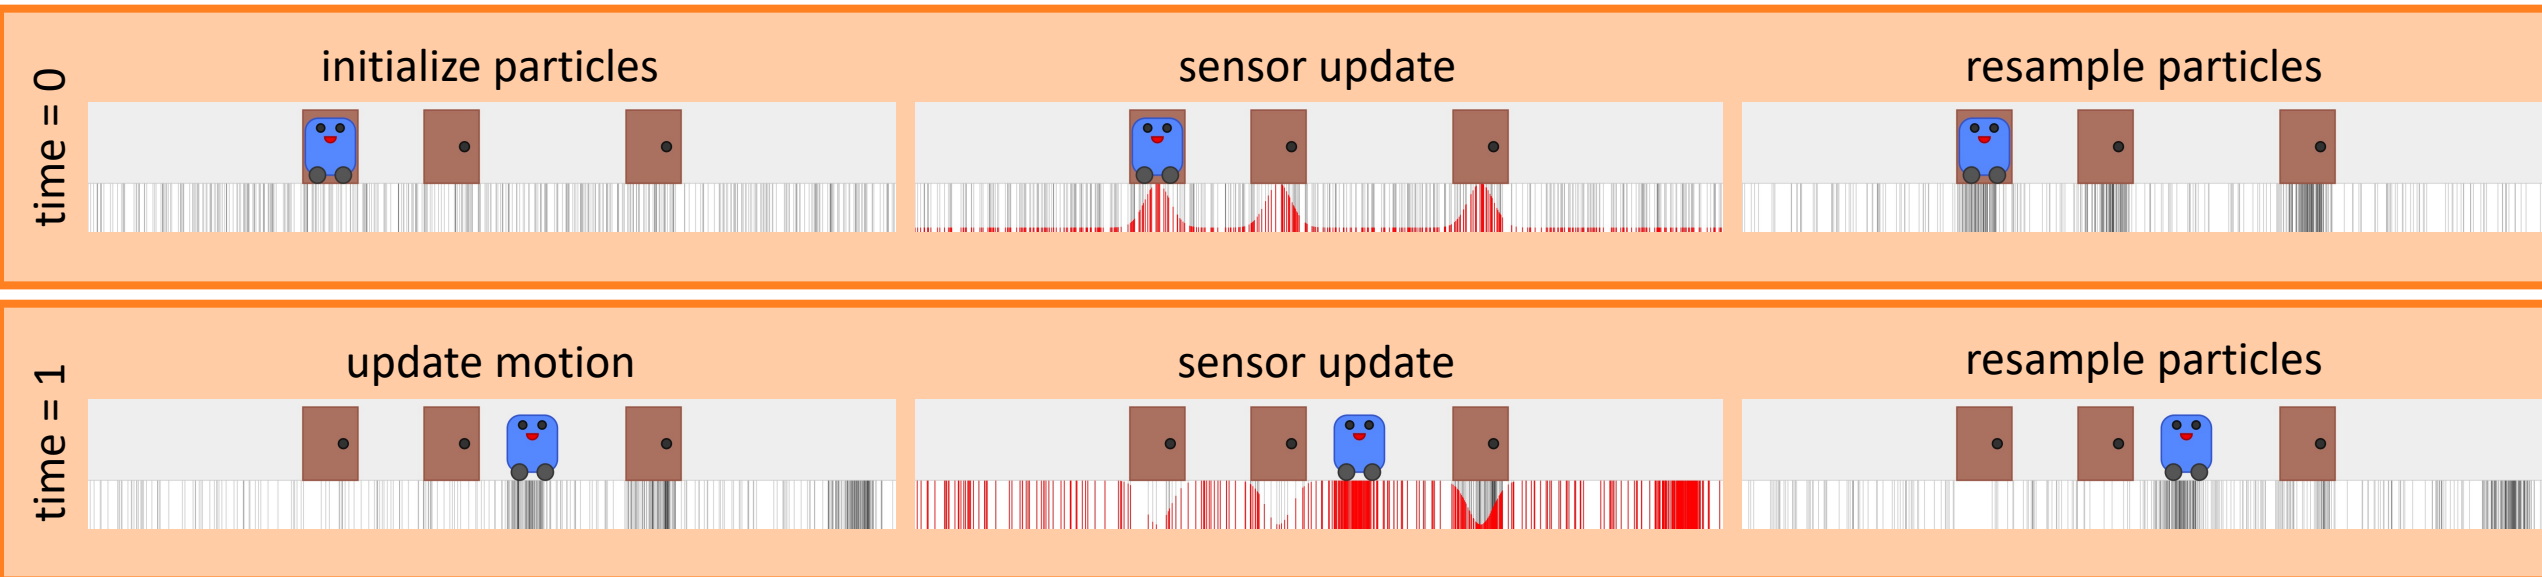 time = 0
initialize particles
sensor update
resample particles
time = 1
update motion
sensor update
resample particles